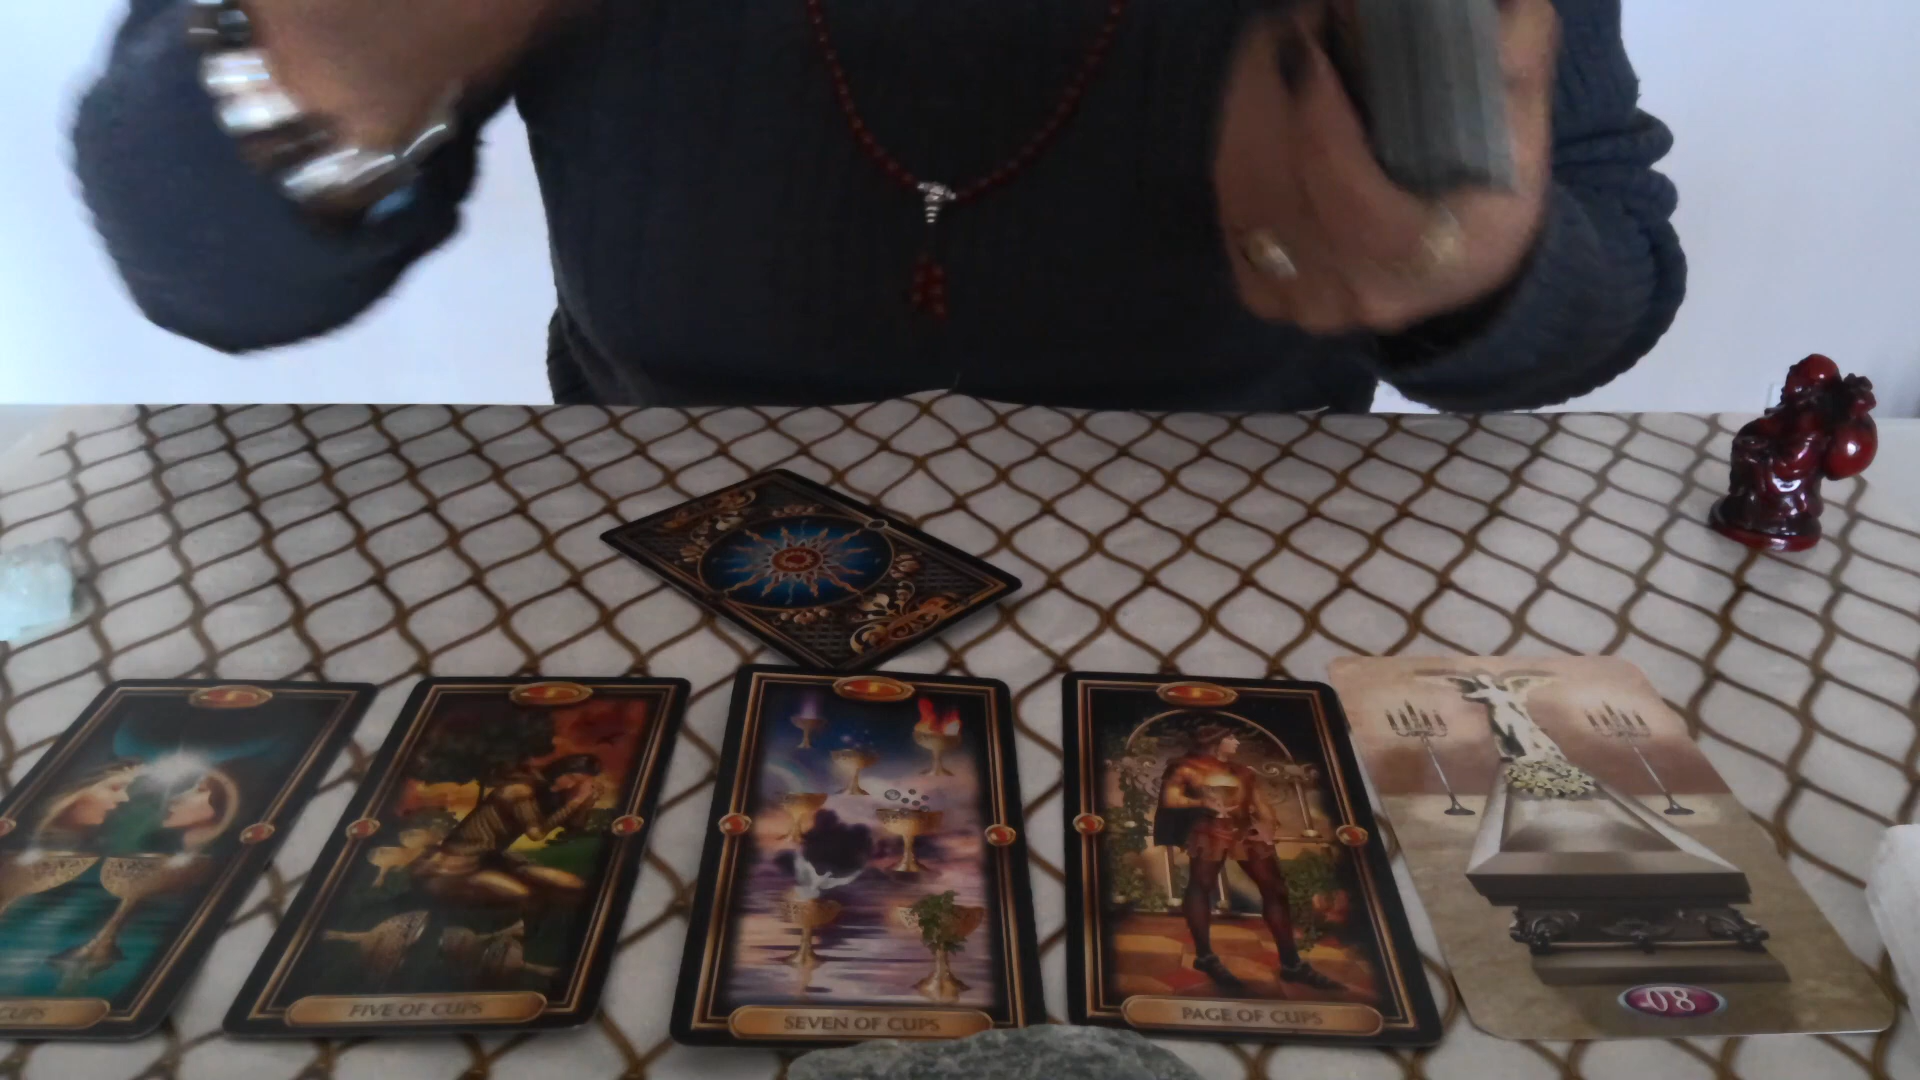 CUPS
FIVE OF CUPS
SEVEN OF CUPS
PAGE OF CUPS
-08